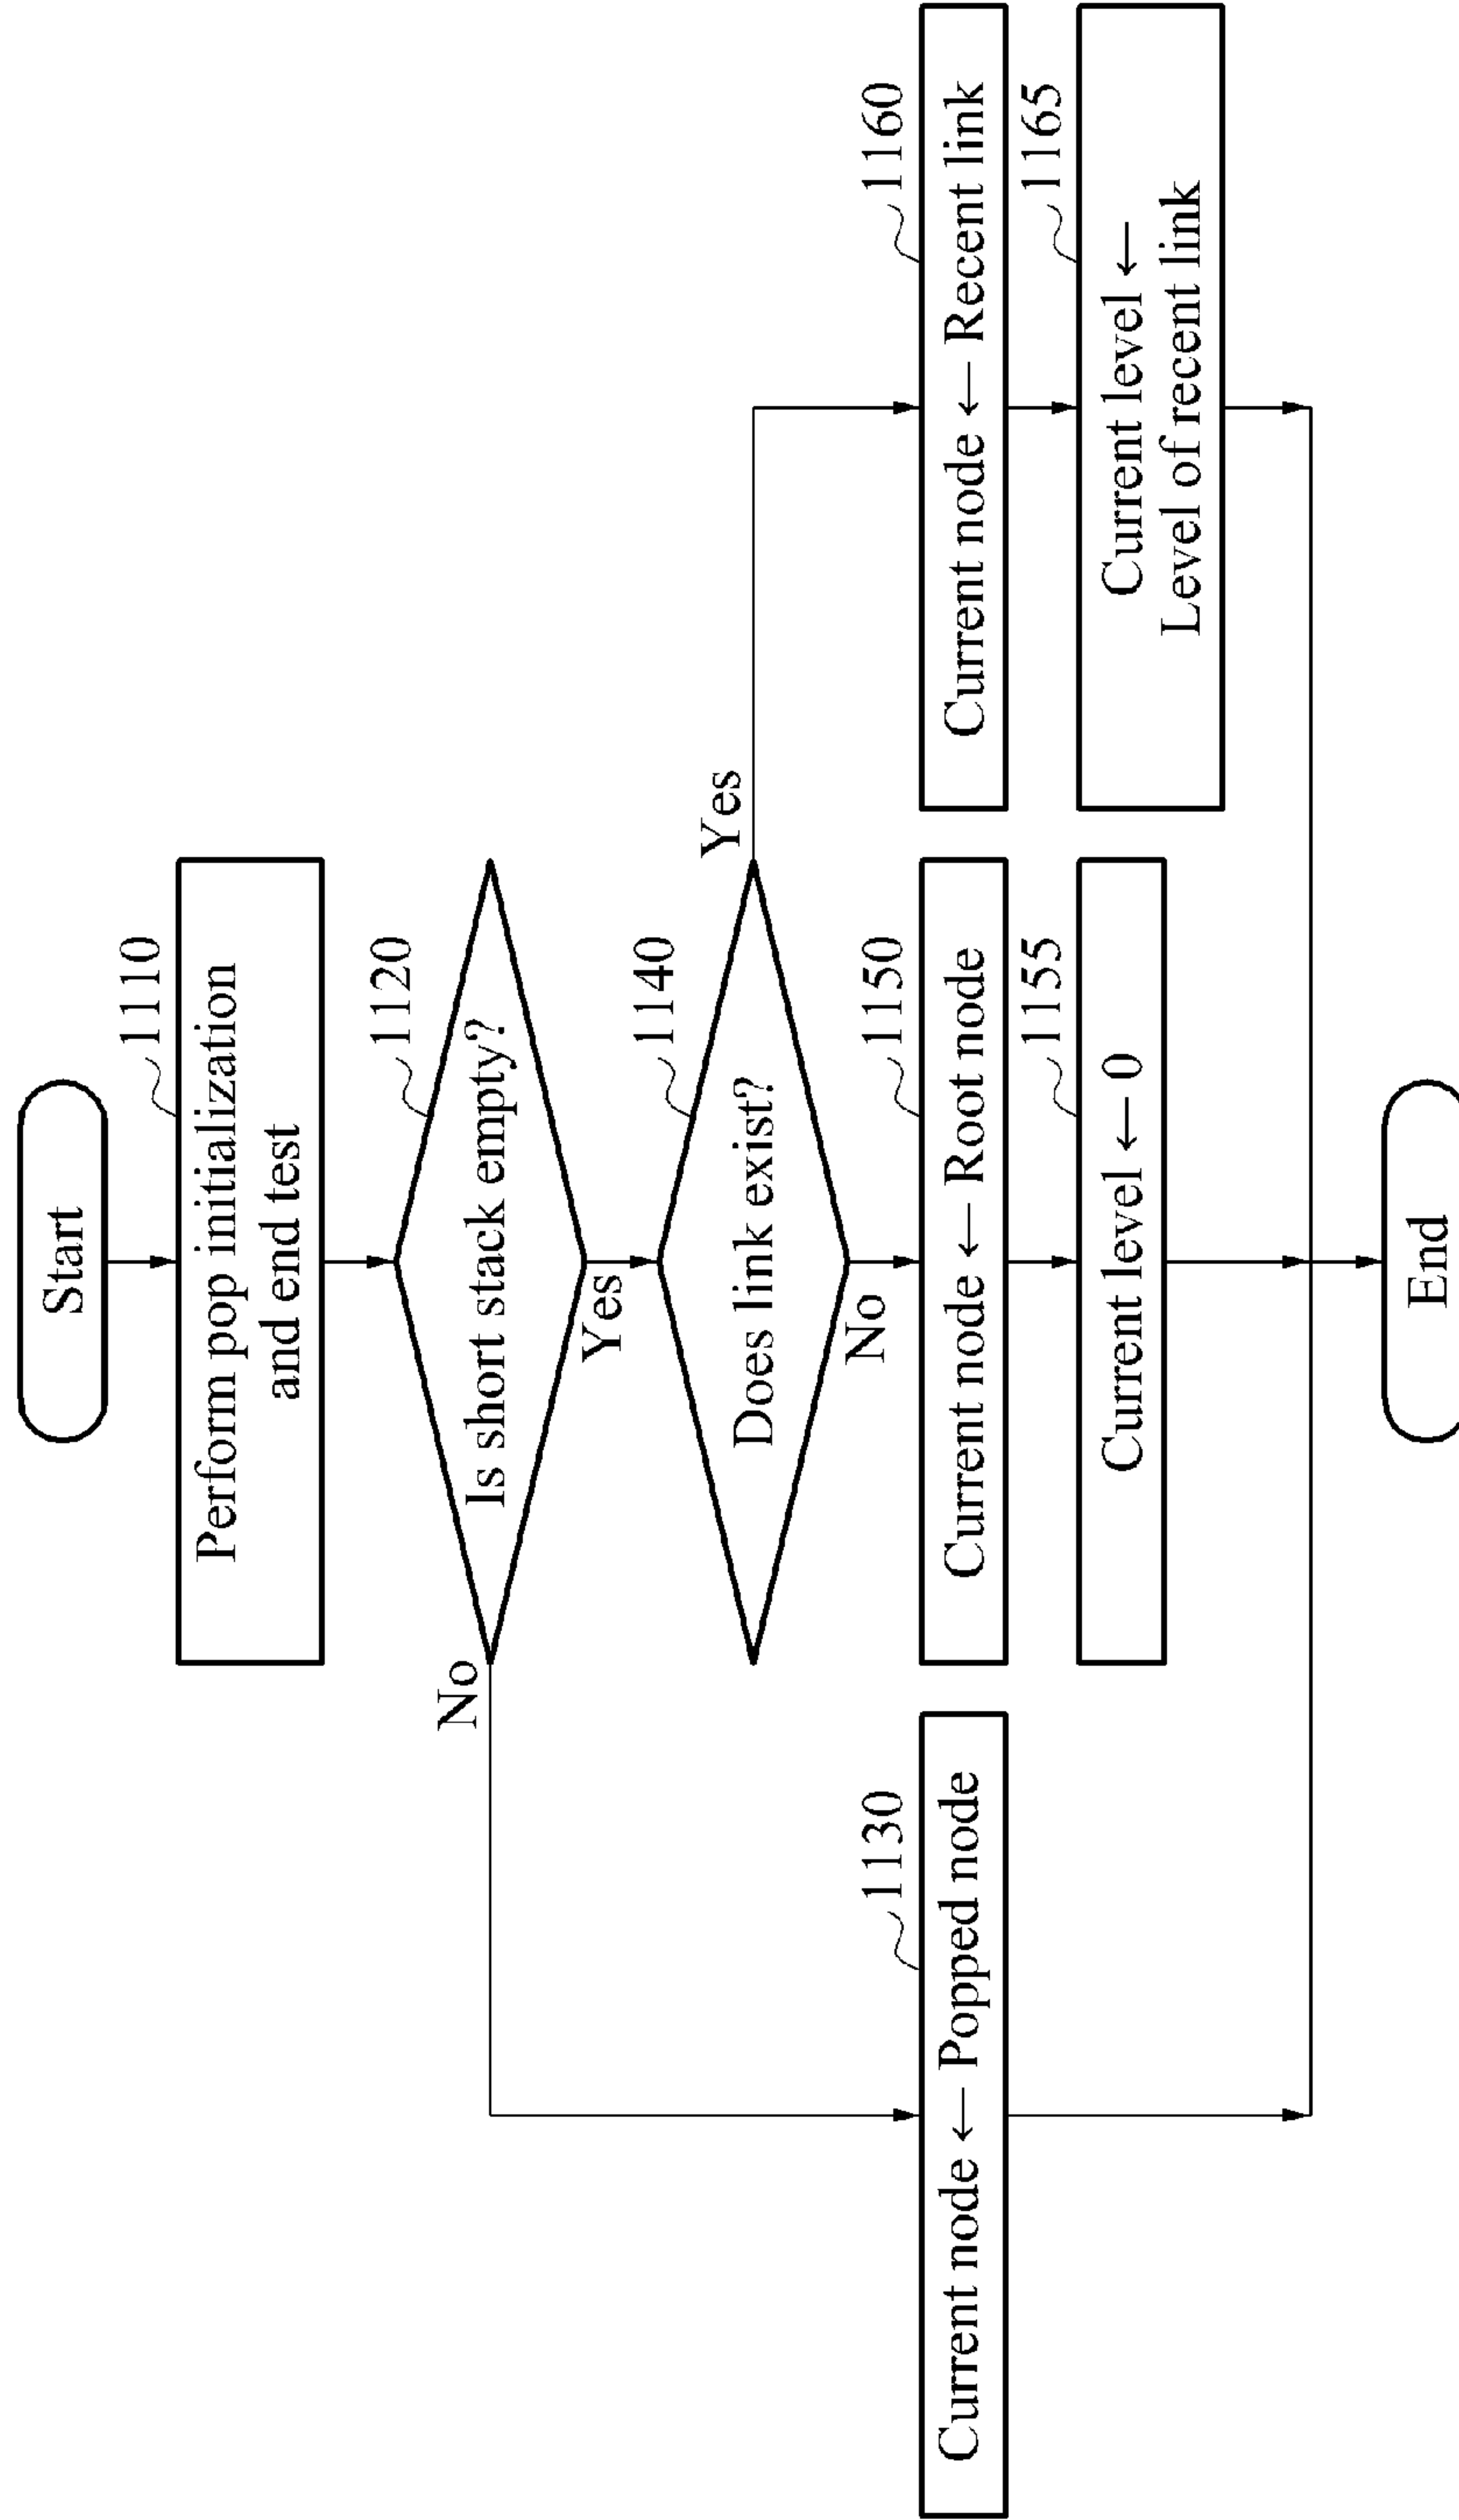 Start
1110
Perform pop initialization
and end test
1120
Is short stack empty?
No
Yes
1140
Does link exist?
Yes
No
1130
Current node ← Popped node
1150
Current node ← Root node
1160
Current node ← Recent link
1155
Current level ← 0
1165
Current level ←
Level of recent link
End